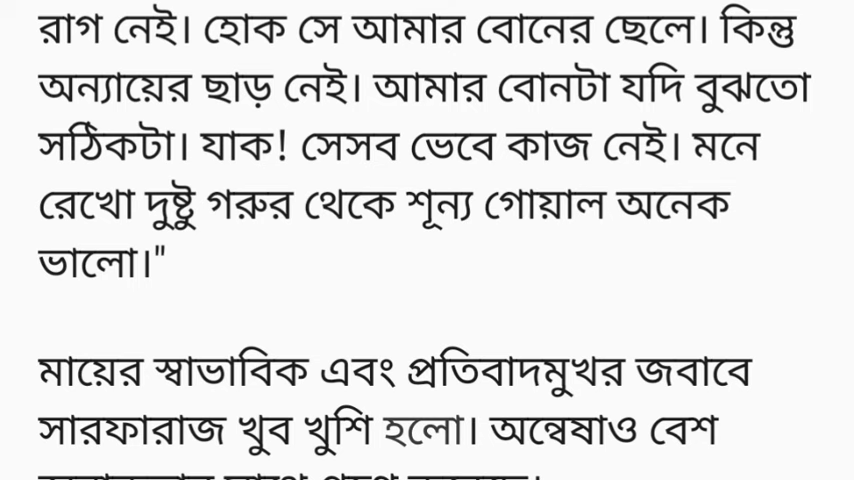 রাগ নেই। হোক সে আমার বোনের ছেলে। কিন্তু
অন্যায়ের ছাড় নেই। আমার বোনটা যদি বুঝতো
সঠিকটা। যাক! সেসব ভেবে কাজ নেই। মনে
রেখো দুষ্টু গরুর থেকে শূন্য গোয়াল অনেক
ভালো।"
মায়ের স্বাভাবিক এবং প্রতিবাদমুখর জবাবে
সারফারাজ খুব খুশি হলো। অন্বেষাও বেশ